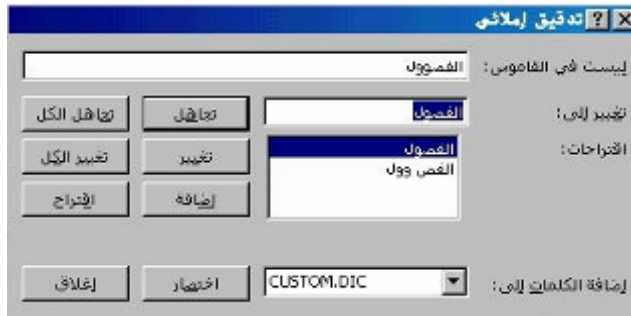 تدقيق إملائي
ليست في القاموس: الفصوول
تغيير إلى: الفصول تجاهل تجاهل الكل
اقتراحات: الفصول تغيير تغيير الكل
الفص وول إضافة اقتراح
إضافة الكلمات إلى: CUSTOM.DIC اختصار إغلاق